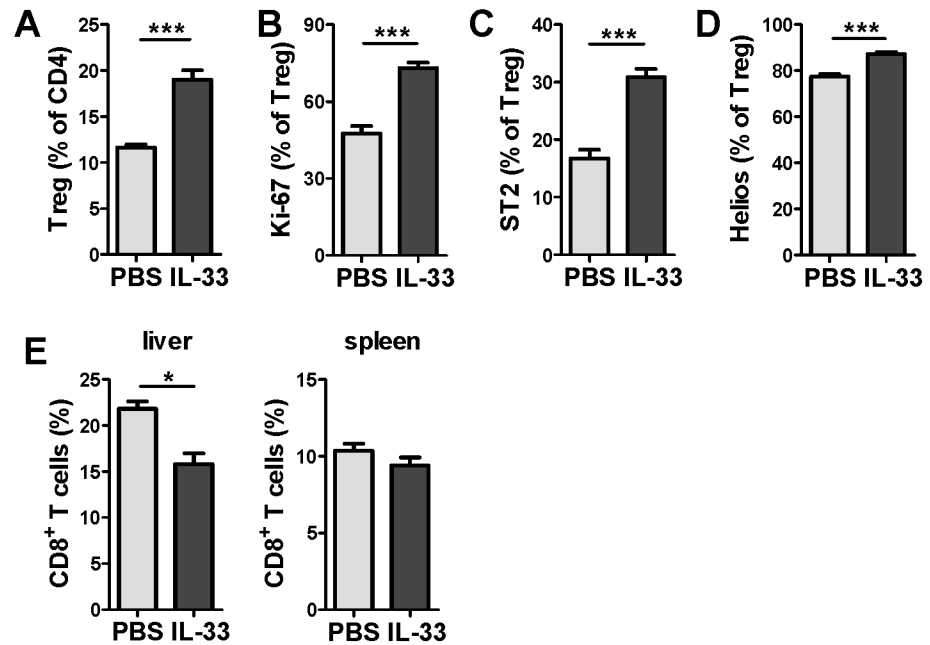 A
Treg (% of CD4)
25
20
15
10
5
0
***
PBS IL-33
B
Ki-67 (% of Treg)
90
60
30
0
***
PBS IL-33
C
ST2 (% of Treg)
40
30
20
10
0
***
PBS IL-33
D
Helios (% of Treg)
100
80
60
40
20
0
***
PBS IL-33
E
liver
CD8+ T cells (%)
25
20
15
10
5
0
*
PBS IL-33
spleen
CD8+ T cells (%)
15
10
5
0
PBS IL-33